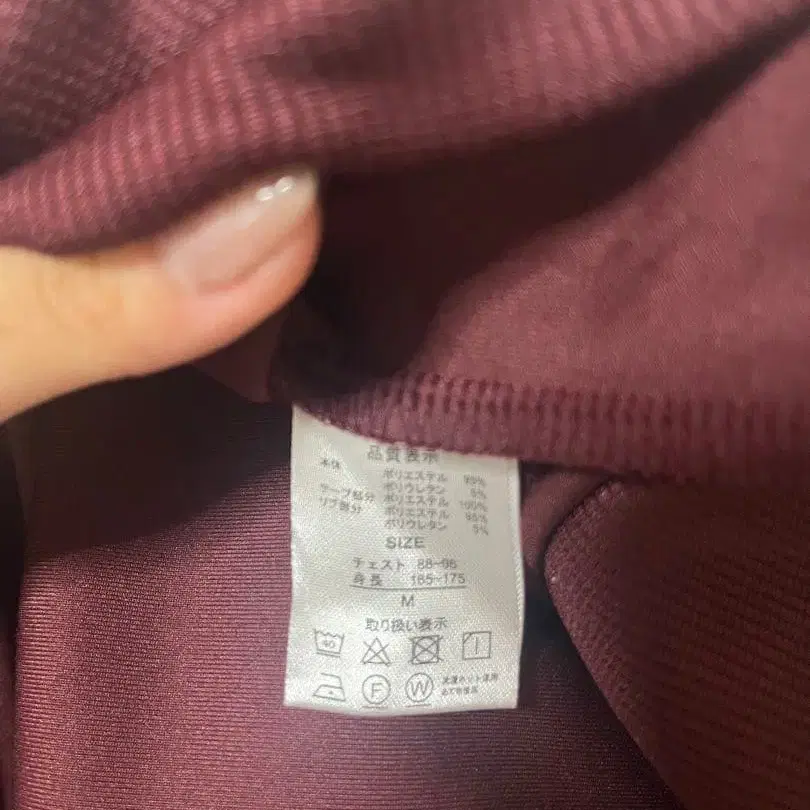 品質表示
本体 ポリエステル 95%
ポリウレタン 5%
テープ部分 ポリエステル 100%
リブ部分 ポリエステル 95%
ポリウレタン 5%
SIZE
チェスト 88-96
身長 165-175
M
取り扱い表示
40
F W